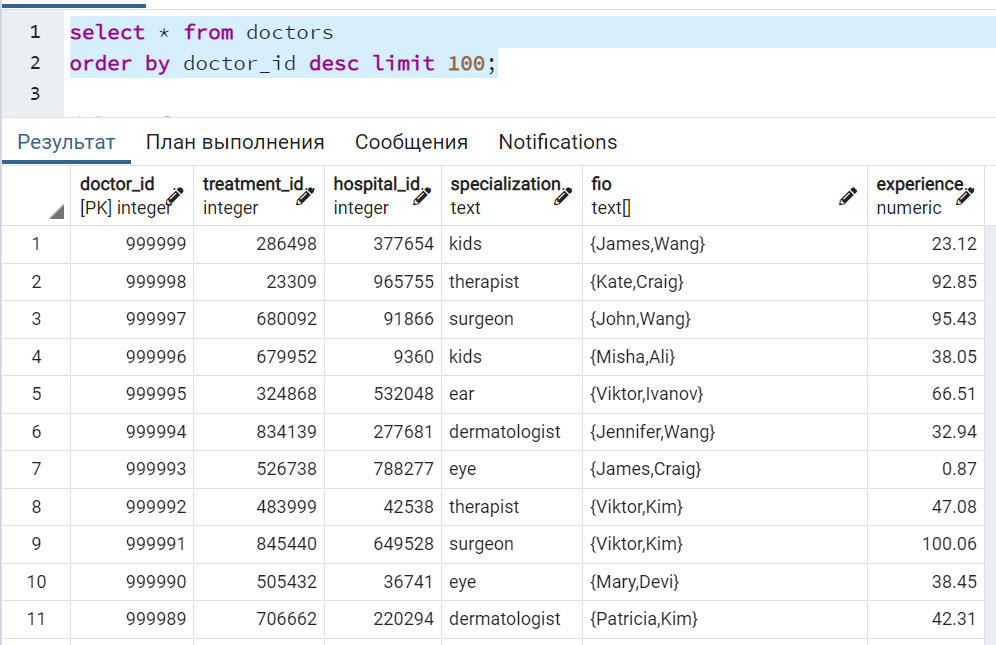 1 select * from doctors
2 order by doctor_id desc limit 100;
3
Результат План выполнения Сообщения Notifications
doctor_id treatment_id hospital_id specialization fio experience
[PK] integer integer integer text text[] numeric
1 999999 286498 377654 kids {James,Wang} 23.12
2 999998 23309 965755 therapist {Kate,Craig} 92.85
3 999997 680092 91866 surgeon {John,Wang} 95.43
4 999996 679952 9360 kids {Misha,Ali} 38.05
5 999995 324868 532048 ear {Viktor,Ivanov} 66.51
6 999994 834139 277681 dermatologist {Jennifer,Wang} 32.94
7 999993 526738 788277 eye {James,Craig} 0.87
8 999992 483999 42538 therapist {Viktor,Kim} 47.08
9 999991 845440 649528 surgeon {Viktor,Kim} 100.06
10 999990 505432 36741 eye {Mary,Devi} 38.45
11 999989 706662 220294 dermatologist {Patricia,Kim} 42.31